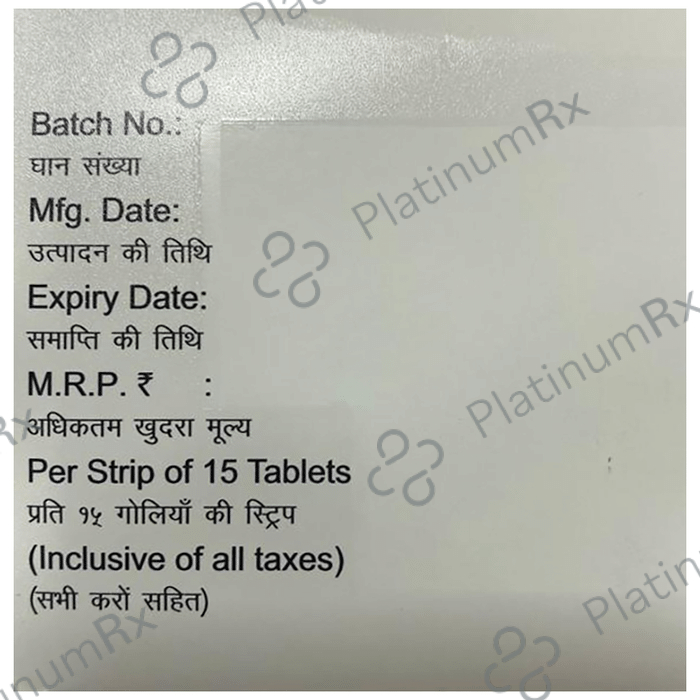 Batch No.:
घान संख्या
Mfg. Date:
उत्पादन की तिथि
Expiry Date:
समाप्ति की तिथि
M.R.P. ₹ :
अधिकतम खुदरा मूल्य
Per Strip of 15 Tablets
प्रति १५ गोलियाँ की स्ट्रिप
(Inclusive of all taxes)
(सभी करों सहित)
PlatinumRx
PlatinumRx